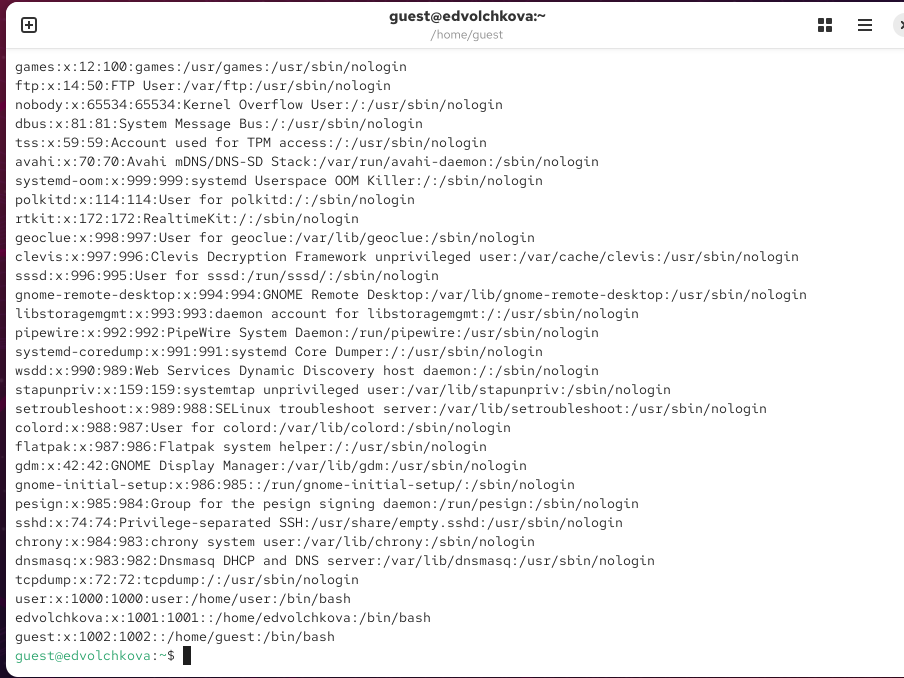 guest@edvolchkova:~
/home/guest
games:x:12:100:games:/usr/games:/usr/sbin/nologin
ftp:x:14:50:FTP User:/var/ftp:/usr/sbin/nologin
nobody:x:65534:65534:Kernel Overflow User:/:/usr/sbin/nologin
dbus:x:81:81:System Message Bus:/:/usr/sbin/nologin
tss:x:59:59:Account used for TPM access:/:/usr/sbin/nologin
avahi:x:70:70:Avahi mDNS/DNS-SD Stack:/var/run/avahi-daemon:/sbin/nologin
systemd-oom:x:999:999:systemd Userspace OOM Killer:/:/sbin/nologin
polkitd:x:114:114:User for polkitd:/:/sbin/nologin
rtkit:x:172:172:RealtimeKit:/:/sbin/nologin
geoclue:x:998:997:User for geoclue:/var/lib/geoclue:/sbin/nologin
clevis:x:997:996:Clevis Decryption Framework unprivileged user:/var/cache/clevis:/usr/sbin/nologin
sssd:x:996:995:User for sssd:/run/sssd/:/sbin/nologin
gnome-remote-desktop:x:994:994:GNOME Remote Desktop:/var/lib/gnome-remote-desktop:/usr/sbin/nologin
libstoragemgmt:x:993:993:daemon account for libstoragemgmt:/:/usr/sbin/nologin
pipewire:x:992:992:PipeWire System Daemon:/run/pipewire:/usr/sbin/nologin
systemd-coredump:x:991:991:systemd Core Dumper:/:/usr/sbin/nologin
wsdd:x:990:989:Web Services Dynamic Discovery host daemon:/:/sbin/nologin
stapunpriv:x:159:159:systemtap unprivileged user:/var/lib/stapunpriv:/sbin/nologin
setroubleshoot:x:989:988:SELinux troubleshoot server:/var/lib/setroubleshoot:/usr/sbin/nologin
colord:x:988:987:User for colord:/var/lib/colord:/sbin/nologin
flatpak:x:987:986:Flatpak system helper:/:/usr/sbin/nologin
gdm:x:42:42:GNOME Display Manager:/var/lib/gdm:/usr/sbin/nologin
gnome-initial-setup:x:986:985::/run/gnome-initial-setup/:/sbin/nologin
pesign:x:985:984:Group for the pesign signing daemon:/run/pesign:/sbin/nologin
sshd:x:74:74:Privilege-separated SSH:/usr/share/empty.sshd:/usr/sbin/nologin
chrony:x:984:983:chrony system user:/var/lib/chrony:/sbin/nologin
dnsmasq:x:983:982:Dnsmasq DHCP and DNS server:/var/lib/dnsmasq:/usr/sbin/nologin
tcpdump:x:72:72:tcpdump:/:/usr/sbin/nologin
user:x:1000:1000:user:/home/user:/bin/bash
edvolchkova:x:1001:1001::/home/edvolchkova:/bin/bash
guest:x:1002:1002::/home/guest:/bin/bash
guest@edvolchkova:~$